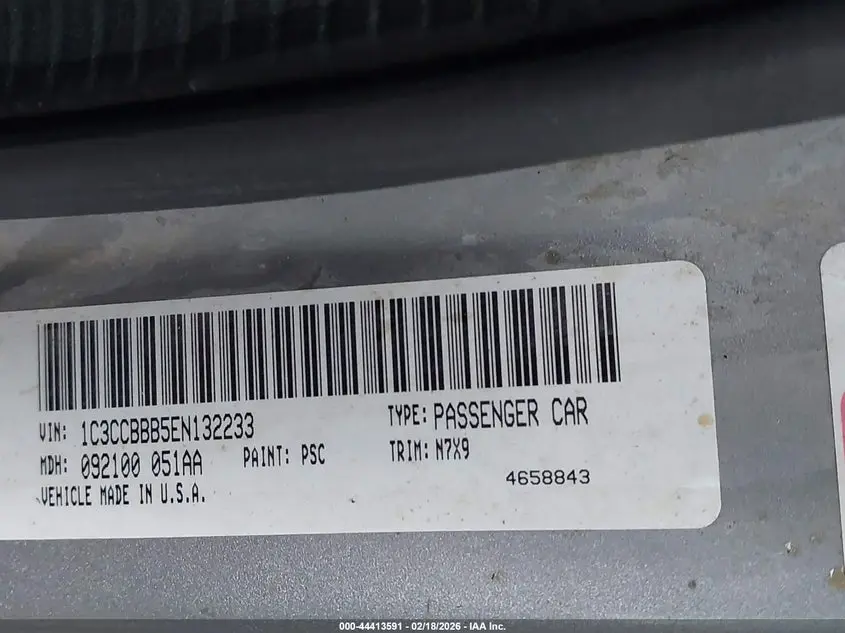 VIN: 1C3CCBBB5EN132233 TYPE: PASSENGER CAR
MDH: 092100 051AA PAINT: PSC TRIM: N7X9
VEHICLE MADE IN U.S.A. 4658843
000-44413591 - 02/18/2026 - IAA Inc.